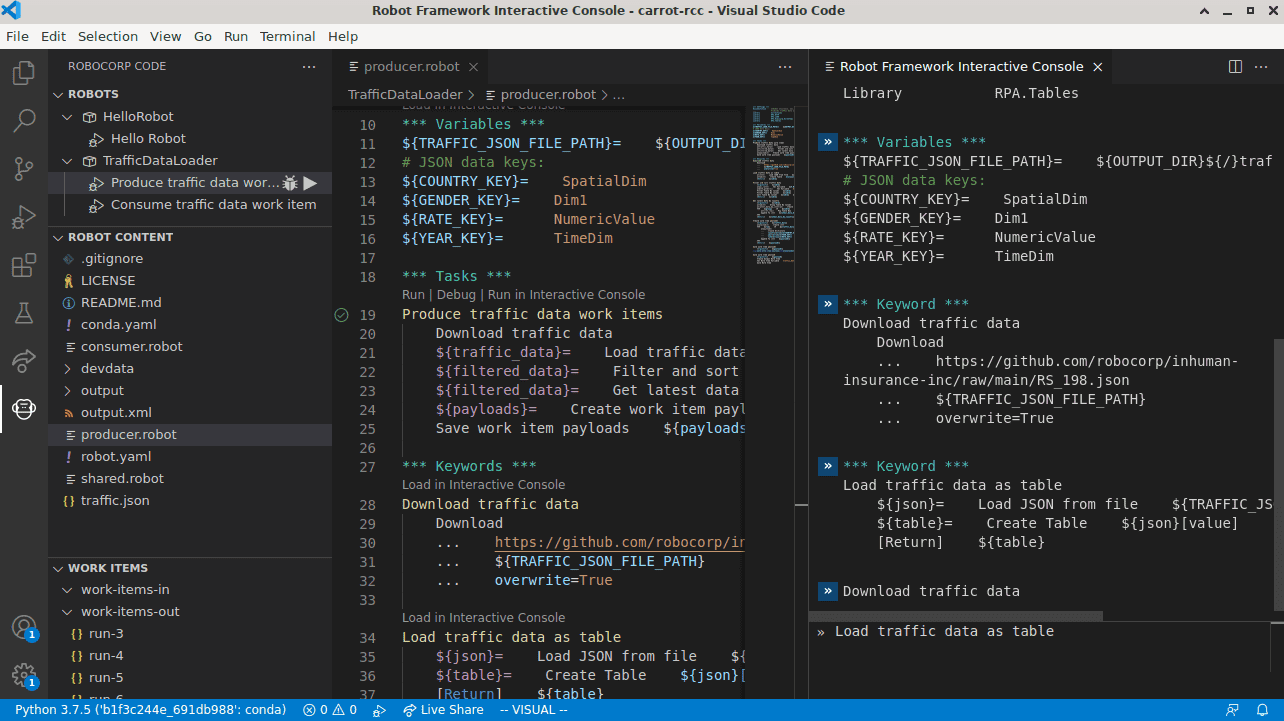 Robot Framework Interactive Console - carrot-rcc - Visual Studio Code
File Edit Selection View Go Run Terminal Help
ROBOCORP CODE ...
ROBOTS
HelloRobot
Hello Robot
TrafficDataLoader
Produce traffic data wor...
Consume traffic data work item
ROBOT CONTENT
.gitignore
LICENSE
README.md
! conda.yaml
consumer.robot
devdata
output
output.xml
producer.robot
! robot.yaml
shared.robot
{} traffic.json
WORK ITEMS
work-items-in
work-items-out
{} run-3
{} run-4
{} run-5
{} run-6
1
1
producer.robot ...
TrafficDataLoader > producer.robot > ...
Load in Interactive Console
10 *** Variables ***
11 ${TRAFFIC_JSON_FILE_PATH}= ${OUTPUT_DI
12 # JSON data keys:
13 ${COUNTRY_KEY}= SpatialDim
14 ${GENDER_KEY}= Dim1
15 ${RATE_KEY}= NumericValue
16 ${YEAR_KEY}= TimeDim
17
18 *** Tasks ***
Run | Debug | Run in Interactive Console
19 Produce traffic data work items
20 Download traffic data
21 ${traffic_data}= Load traffic data
22 ${filtered_data}= Filter and sort
23 ${filtered_data}= Get latest data
24 ${payloads}= Create work item payl
25 Save work item payloads ${payloads
26
27 *** Keywords ***
Load in Interactive Console
28 Download traffic data
29 Download
30 ... https://github.com/robocorp/in
31 ... ${TRAFFIC_JSON_FILE_PATH}
32 ... overwrite=True
33
Load in Interactive Console
34 Load traffic data as table
35 ${json}= Load JSON from file ${
36 ${table}= Create Table ${json}[
37 [Return] ${table}
Robot Framework Interactive Console ...
Library RPA.Tables
» *** Variables ***
${TRAFFIC_JSON_FILE_PATH}= ${OUTPUT_DIR}${/}traf
# JSON data keys:
${COUNTRY_KEY}= SpatialDim
${GENDER_KEY}= Dim1
${RATE_KEY}= NumericValue
${YEAR_KEY}= TimeDim
» *** Keyword ***
Download traffic data
Download
... https://github.com/robocorp/inhuman-
insurance-inc/raw/main/RS_198.json
... ${TRAFFIC_JSON_FILE_PATH}
... overwrite=True
» *** Keyword ***
Load traffic data as table
${json}= Load JSON from file ${TRAFFIC_JS
${table}= Create Table ${json}[value]
[Return] ${table}
» Download traffic data
» Load traffic data as table
Python 3.7.5 ('b1f3c244e_691db988': conda) 0 0 Live Share -- VISUAL --